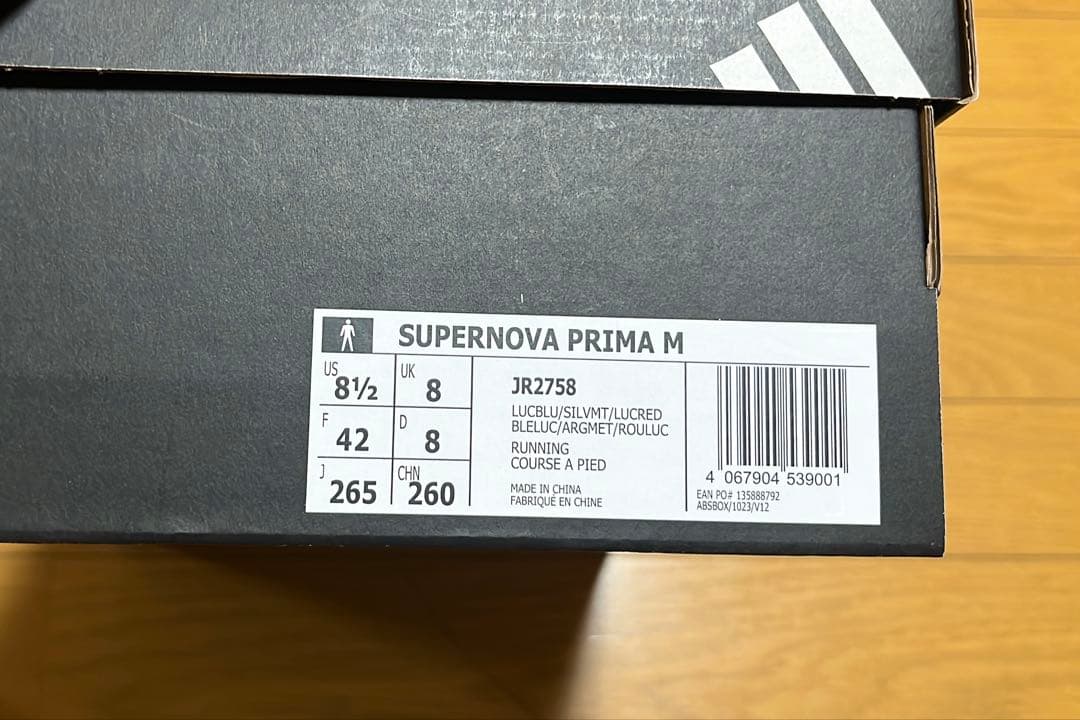 SUPERNOVA PRIMA M
US 8½ UK 8
F 42 D 8
J 265 CHN 260
JR2758
LUCBLU/SILVMT/LUCRED
BLELUC/ARGMET/ROULUC
RUNNING
COURSE A PIED
MADE IN CHINA
FABRIQUÉ EN CHINE
4 067904 539001
EAN PO# 135888792
ABSBOX/1023/V12